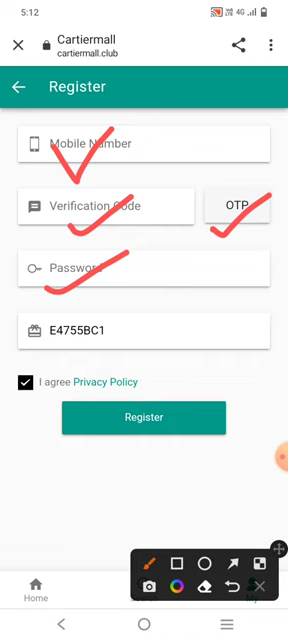 5:12
4G
Cartiermall
cartiermall.club
Register
Mobile Number
Verification Code
OTP
Password
E4755BC1
I agree Privacy Policy
Register
Home
My